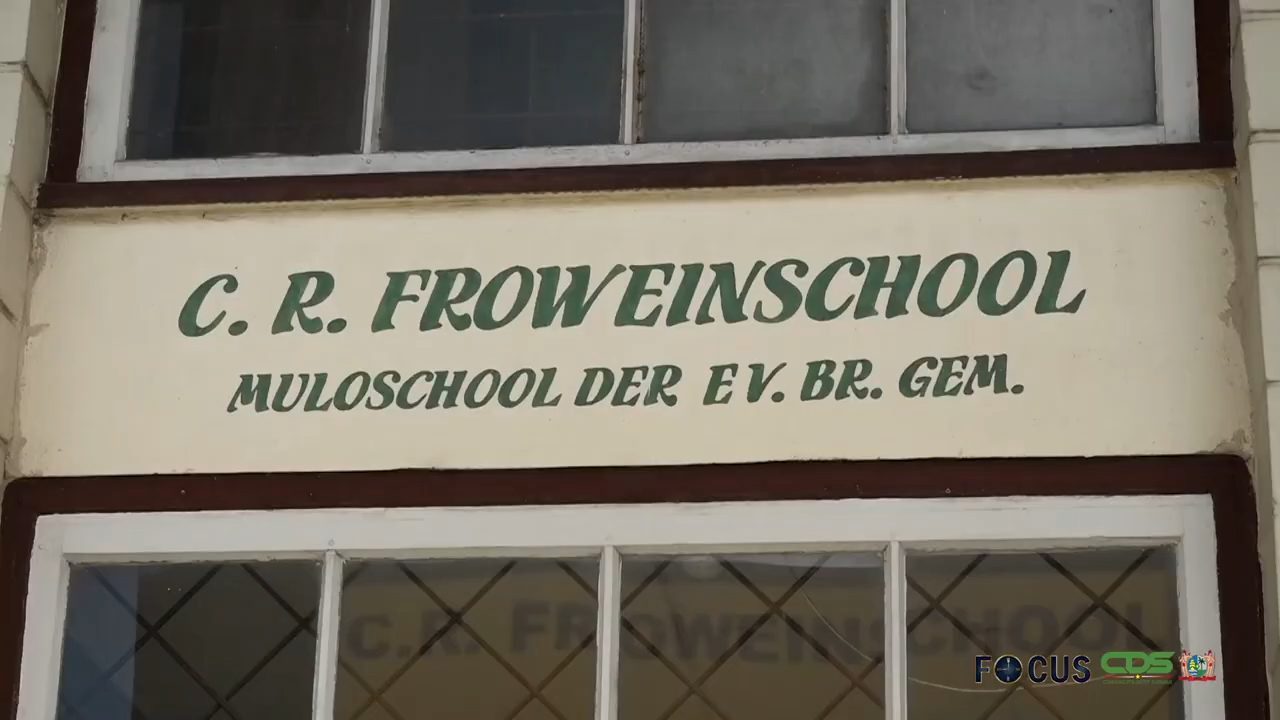 C. R. FROWEINSCHOOL
MULOSCHOOL DER EV. BR. GEM.
C.R. FROWEINSCHOOL
FOCUS CDS